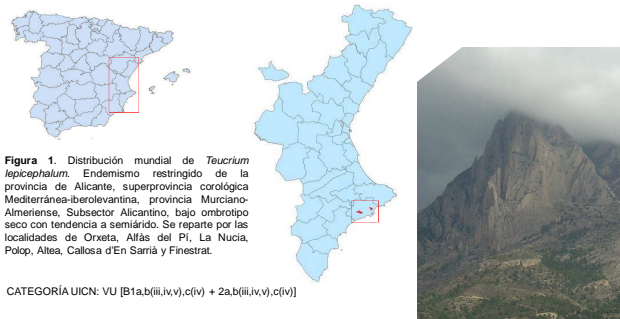 Figura 1. Distribución mundial de Teucrium
lepicephalum. Endemismo restringido de la
provincia de Alicante, superprovincia corológica
Mediterránea-iberolevantina, provincia Murciano-
Almeriense, Subsector Alicantino, bajo ombrotipo
seco con tendencia a semiárido. Se reparte por las
localidades de Orxeta, Alfàs del Pí, La Nucia,
Polop, Altea, Callosa d'En Sarrià y Finestrat.
CATEGORÍA UICN: VU [B1a,b(iii,iv,v),c(iv) + 2a,b(iii,iv,v),c(iv)]